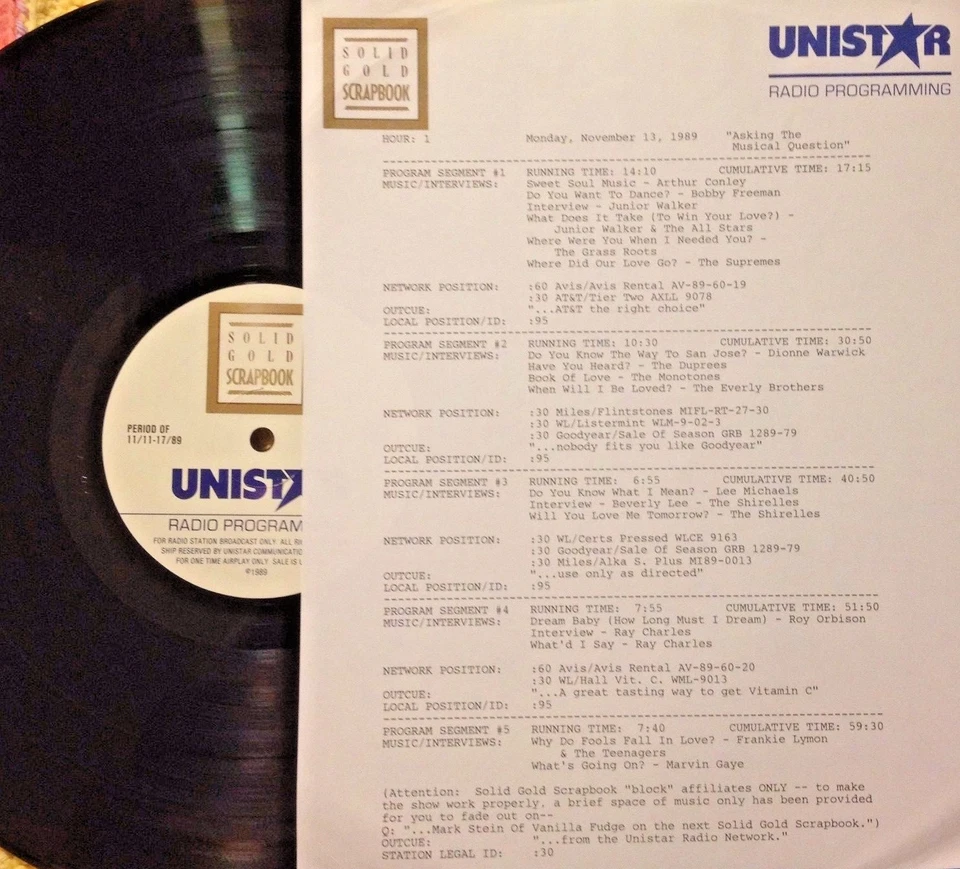 SOLID
GOLD
SCRAPBOOK
UNIST★R
RADIO PROGRAMMING
HOUR: 1 Monday, November 13, 1989 "Asking The
Musical Question"
PROGRAM SEGMENT #1 RUNNING TIME: 14:10 CUMULATIVE TIME: 17:15
MUSIC/INTERVIEWS: Sweet Soul Music - Arthur Conley
Do You Want To Dance? - Bobby Freeman
Interview - Junior Walker
What Does It Take (To Win Your Love?) -
Junior Walker & The All Stars
Where Were You When I Needed You? -
The Grass Roots
Where Did Our Love Go? - The Supremes
NETWORK POSITION: :60 Avis/Avis Rental AV-89-60-19
:30 AT&T/Tier Two AXLL 9078
OUTCUE: "...AT&T the right choice"
LOCAL POSITION/ID: :95
PROGRAM SEGMENT #2 RUNNING TIME: 10:30 CUMULATIVE TIME: 30:50
MUSIC/INTERVIEWS: Do You Know The Way To San Jose? - Dionne Warwick
Have You Heard? - The Duprees
Book Of Love - The Monotones
When Will I Be Loved? - The Everly Brothers
NETWORK POSITION: :30 Miles/Flintstones MIFL-RT-27-30
:30 WL/Listermint WLM-9-02-3
:30 Goodyear/Sale Of Season GRB 1289-79
OUTCUE: "...nobody fits you like Goodyear"
LOCAL POSITION/ID: :95
PROGRAM SEGMENT #3 RUNNING TIME: 6:55 CUMULATIVE TIME: 40:50
MUSIC/INTERVIEWS: Do You Know What I Mean? - Lee Michaels
Interview - Beverly Lee - The Shirelles
Will You Love Me Tomorrow? - The Shirelles
NETWORK POSITION: :30 WL/Certs Pressed WLCE 9163
:30 Goodyear/Sale Of Season GRB 1289-79
:30 Miles/Alka S. Plus MI89-0013
OUTCUE: "...use only as directed"
LOCAL POSITION/ID: :95
PROGRAM SEGMENT #4 RUNNING TIME: 7:55 CUMULATIVE TIME: 51:50
MUSIC/INTERVIEWS: Dream Baby (How Long Must I Dream) - Roy Orbison
Interview - Ray Charles
What'd I Say - Ray Charles
NETWORK POSITION: :60 Avis/Avis Rental AV-89-60-20
:30 WL/Hall Vit. C. WML-9013
OUTCUE: "...A great tasting way to get Vitamin C"
LOCAL POSITION/ID: :95
PROGRAM SEGMENT #5 RUNNING TIME: 7:40 CUMULATIVE TIME: 59:30
MUSIC/INTERVIEWS: Why Do Fools Fall In Love? - Frankie Lymon
& The Teenagers
What's Going On? - Marvin Gaye
(Attention: Solid Gold Scrapbook "block" affiliates ONLY -- to make
the show work properly, a brief space of music only has been provided
for you to fade out on--
Q: "...Mark Stein Of Vanilla Fudge on the next Solid Gold Scrapbook.")
OUTCUE: "...from the Unistar Radio Network."
STATION LEGAL ID: :30
SOLID
GOLD
SCRAPBOOK
PERIOD OF
11/11-17/89
UNIST
RADIO PROGRAM
FOR RADIO STATION BROADCAST ONLY. ALL RI
SHIP RESERVED BY UNISTAR COMMUNICATIO
FOR ONE TIME AIRPLAY ONLY. SALE IS
©1989